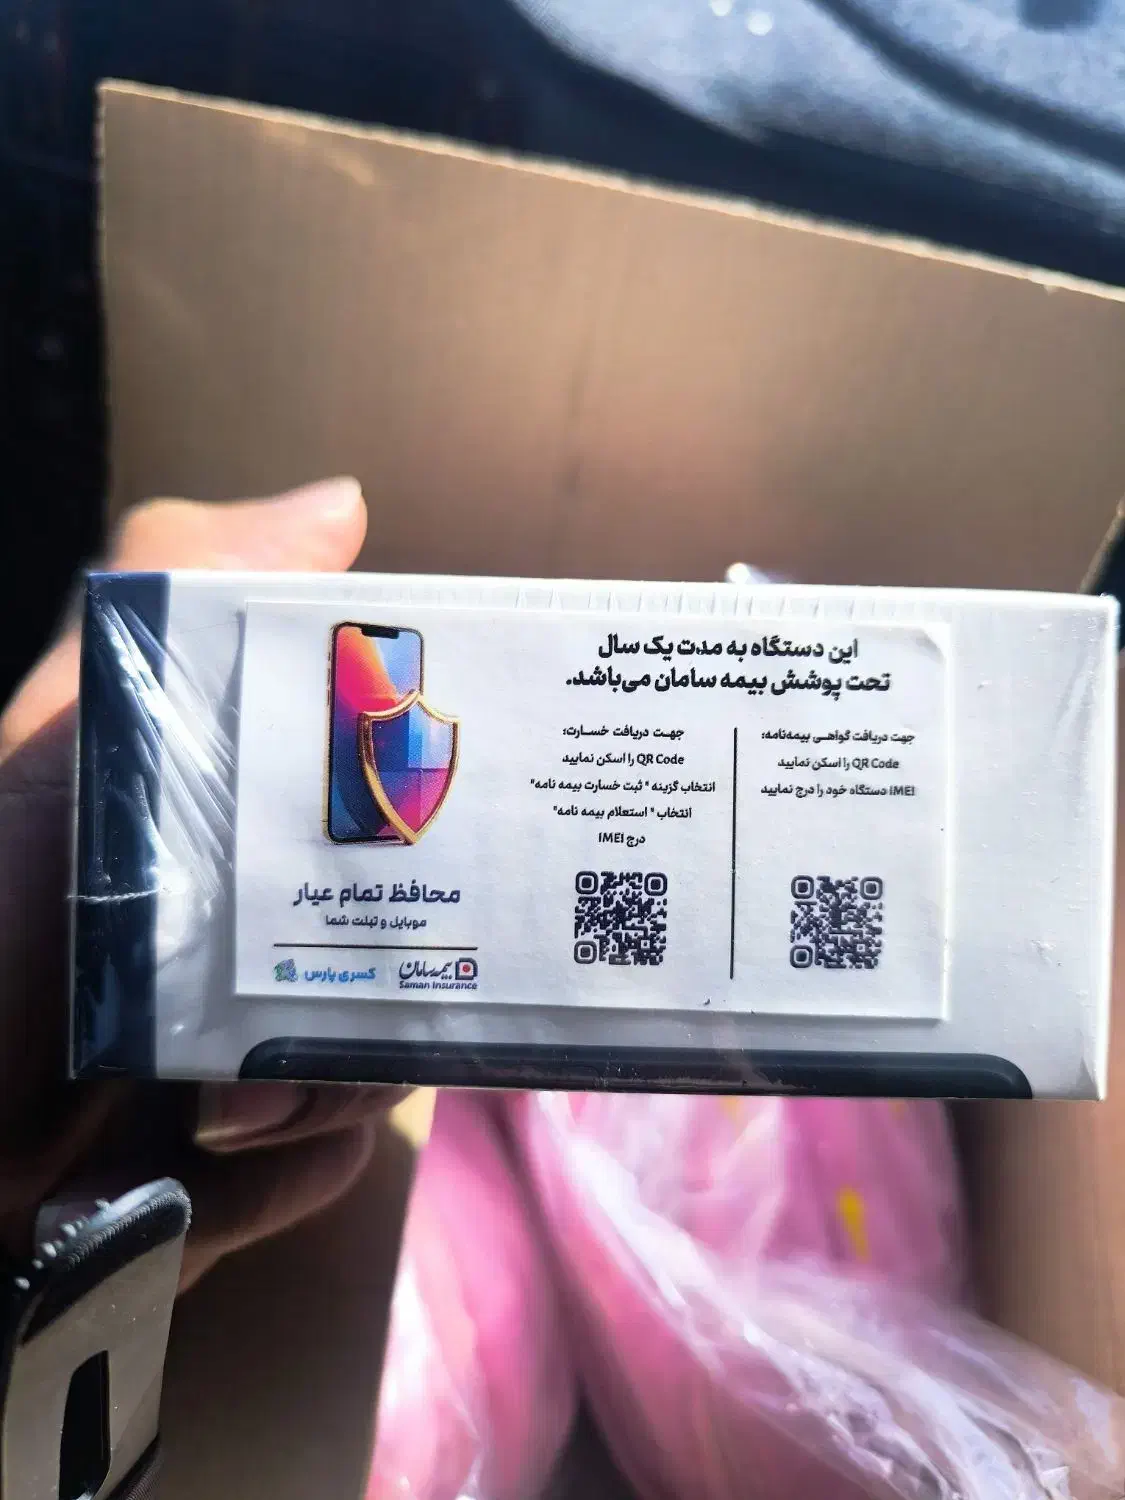 این دستگاه به مدت یک سال
تحت پوشش بیمه سامان می‌باشد.
جهت دریافت گواهی بیمه‌نامه:
QR Code را اسکن نمایید
IMEI دستگاه خود را درج نمایید
جهت دریافت خسارت:
QR Code را اسکن نمایید
انتخاب گزینه "ثبت خسارت بیمه نامه"
انتخاب "استعلام بیمه نامه"
درج IMEI
محافظ تمام عیار
موبایل و تبلت شما
بیمه سامان
Saman Insurance
کسری پارس